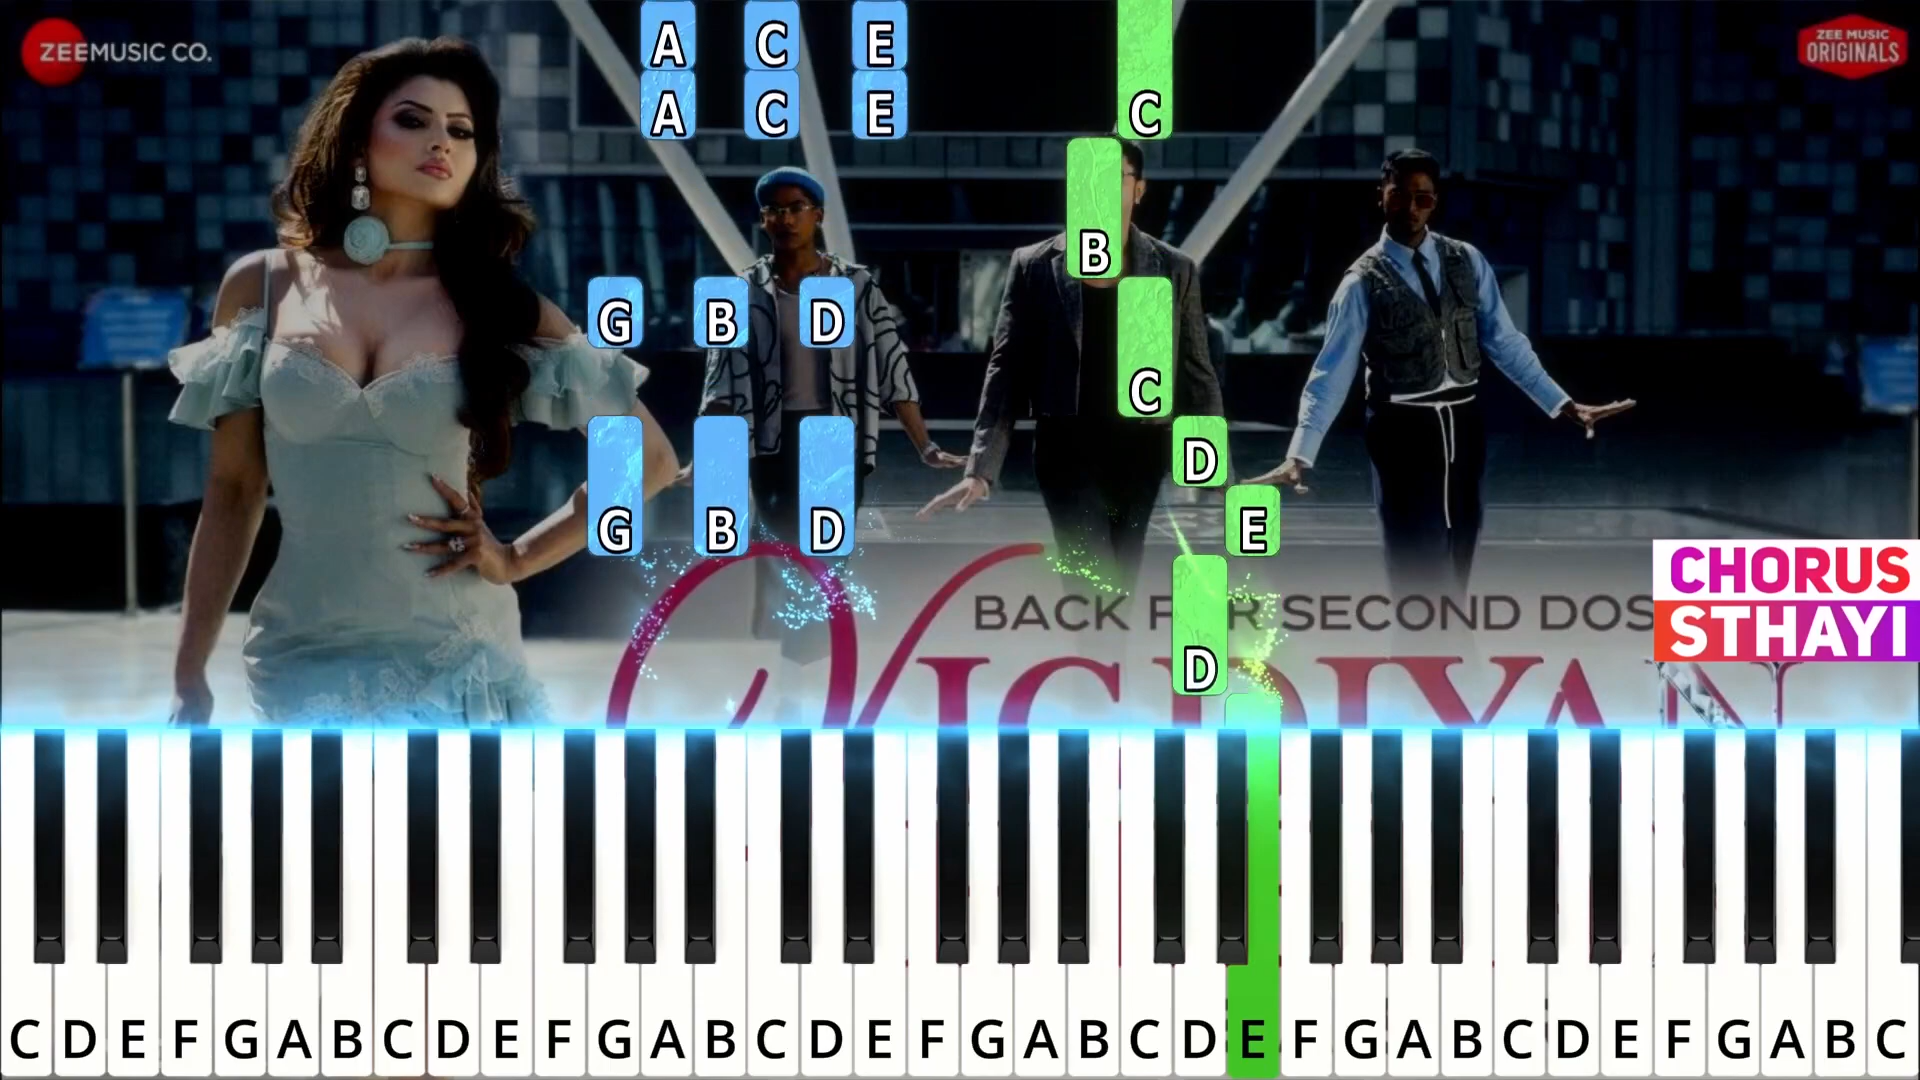 ZEEMUSIC CO.
ZEE MUSIC
ORIGINALS
A C E
A C E C
B
G B D
C
D
G B D E
BACK F R SECOND DOS
D
CHORUS
STHAYI
C D E F G A B C D E F G A B C D E F G A B C D E F G A B C D E F G A B C